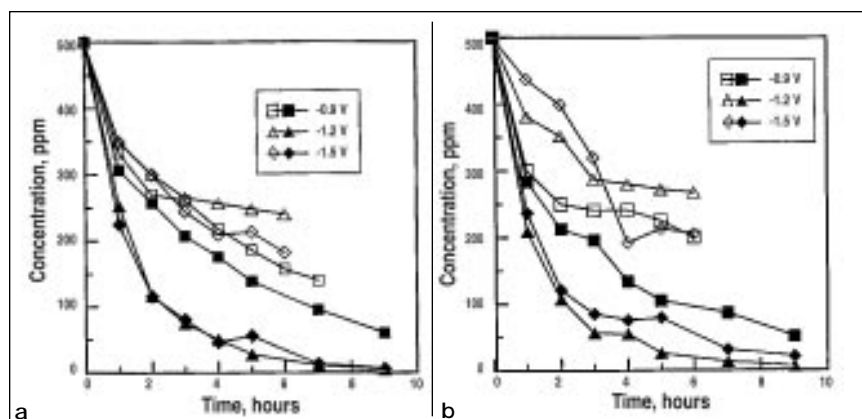 500
400
300
200
100
0
0 2 4 6 8 10
Concentration, ppm
Time, hours
-0.9 V
-1.2 V
-1.5 V
a
500
400
300
200
100
0
0 2 4 6 8 10
Concentration, ppm
Time, hours
-0.9 V
-1.2 V
-1.5 V
b